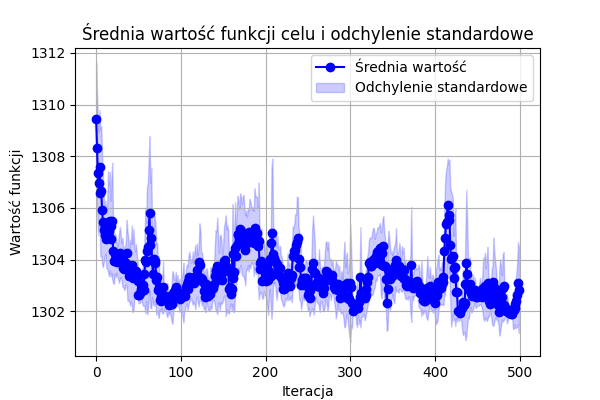 Średnia wartość funkcji celu i odchylenie standardowe
Średnia wartość
Odchylenie standardowe
Wartość funkcji
1312
1310
1308
1306
1304
1302
0 100 200 300 400 500
Iteracja